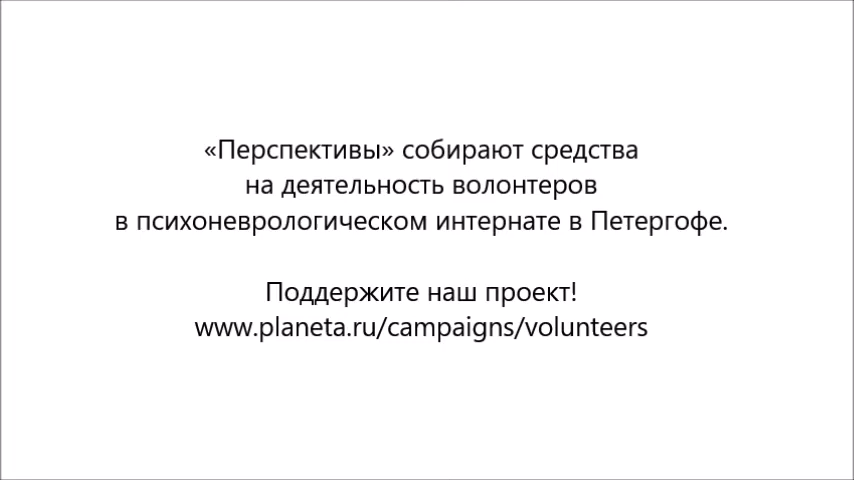 «Перспективы» собирают средства
на деятельность волонтеров
в психоневрологическом интернате в Петергофе.
Поддержите наш проект!
www.planeta.ru/campaigns/volunteers